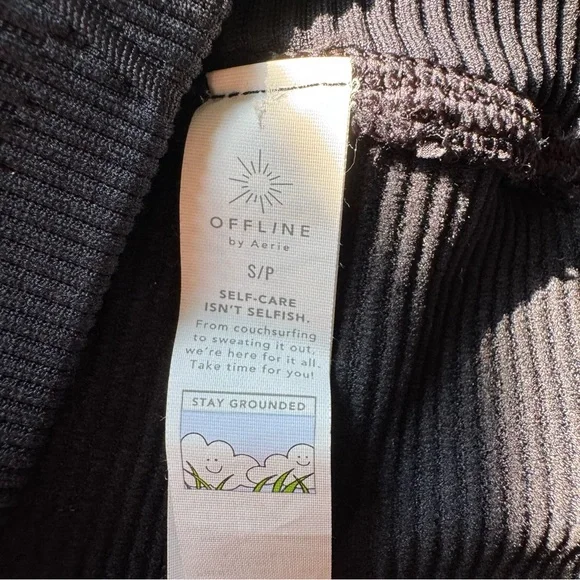 OFFLINE
by Aerie
S/P
SELF-CARE
ISN'T SELFISH.
From couchsurfing
to sweating it out,
we're here for it all.
Take time for you!
STAY GROUNDED